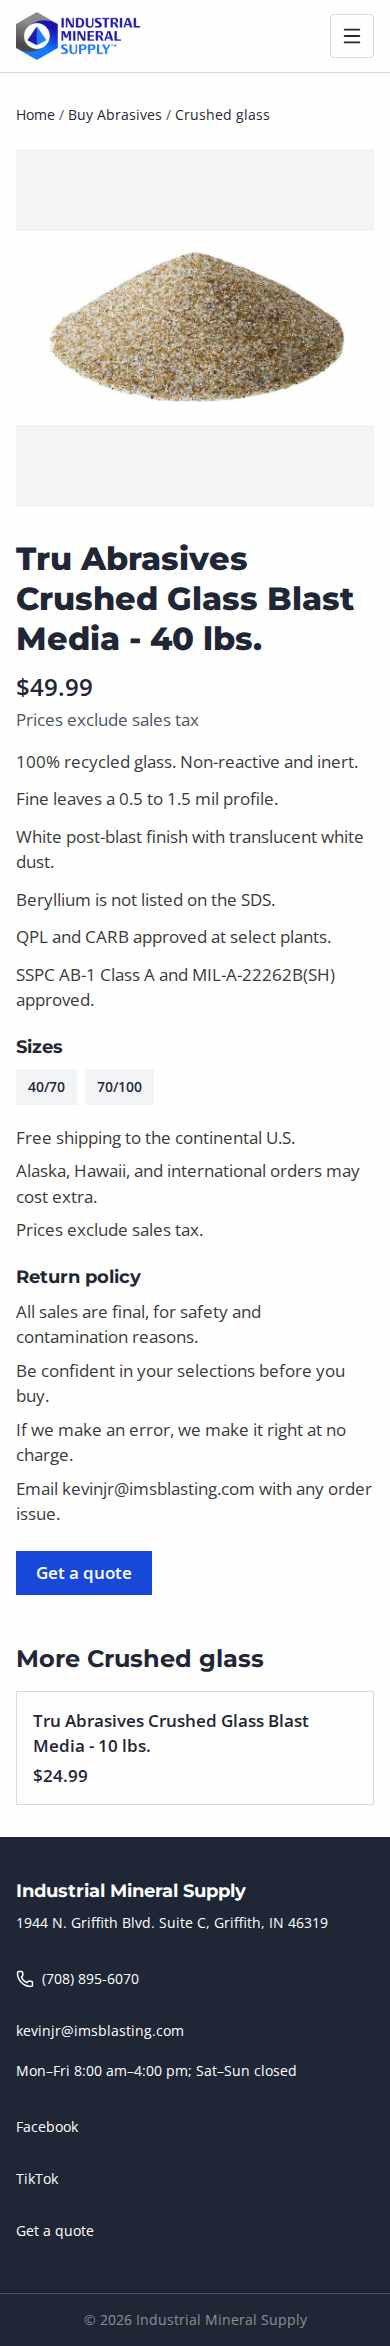 INDUSTRIAL
MINERAL
SUPPLY™
Home / Buy Abrasives / Crushed glass
Tru Abrasives
Crushed Glass Blast
Media - 40 lbs.
$49.99
Prices exclude sales tax
100% recycled glass. Non-reactive and inert.
Fine leaves a 0.5 to 1.5 mil profile.
White post-blast finish with translucent white
dust.
Beryllium is not listed on the SDS.
QPL and CARB approved at select plants.
SSPC AB-1 Class A and MIL-A-22262B(SH)
approved.
Sizes
40/70 70/100
Free shipping to the continental U.S.
Alaska, Hawaii, and international orders may
cost extra.
Prices exclude sales tax.
Return policy
All sales are final, for safety and
contamination reasons.
Be confident in your selections before you
buy.
If we make an error, we make it right at no
charge.
Email kevinjr@imsblasting.com with any order
issue.
Get a quote
More Crushed glass
Tru Abrasives Crushed Glass Blast
Media - 10 lbs.
$24.99
Industrial Mineral Supply
1944 N. Griffith Blvd. Suite C, Griffith, IN 46319
(708) 895-6070
kevinjr@imsblasting.com
Mon–Fri 8:00 am–4:00 pm; Sat–Sun closed
Facebook
TikTok
Get a quote
© 2026 Industrial Mineral Supply